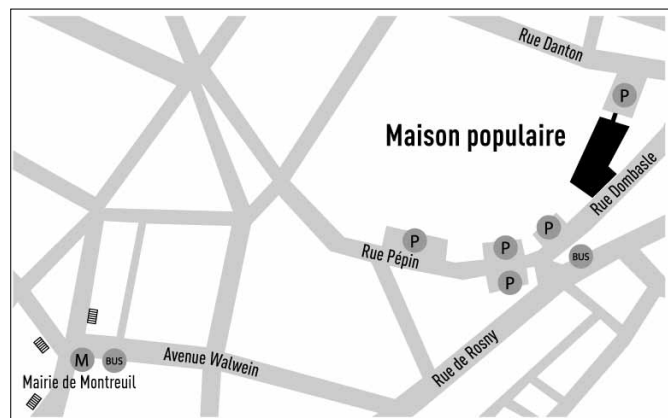 Rue Danton
P
Maison populaire
Rue Dombasle
P
P
P
Rue Pépin
BUS
P
Rue de Rosny
Avenue Walwein
M
BUS
Mairie de Montreuil